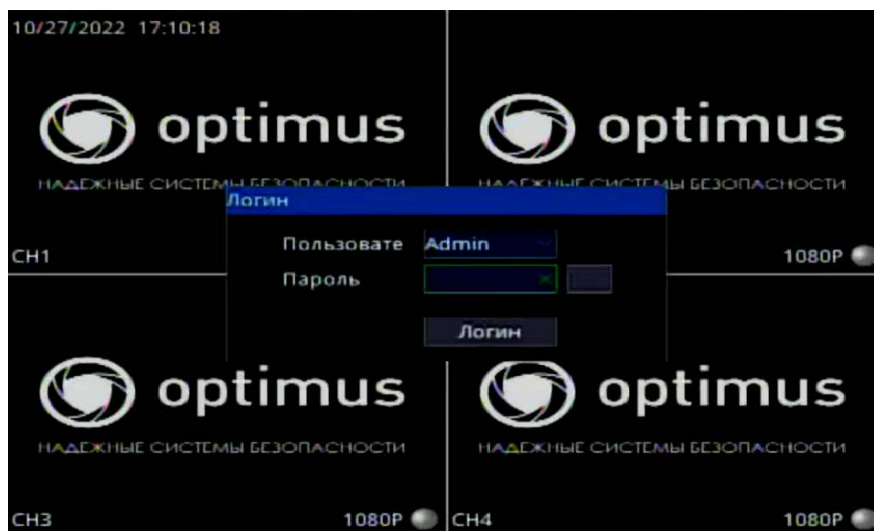 10/27/2022 17:10:18
optimus
optimus
НАДЕЖНЫЕ СИСТЕМЫ БЕЗОПАСНОСТИ
НАДЕЖНЫЕ СИСТЕМЫ БЕЗОПАСНОСТИ
Логин
Пользовате Admin
CH1
1080P
Пароль
Логин
optimus
optimus
НАДЕЖНЫЕ СИСТЕМЫ БЕЗОПАСНОСТИ
НАДЕЖНЫЕ СИСТЕМЫ БЕЗОПАСНОСТИ
CH3 1080P
CH4 1080P